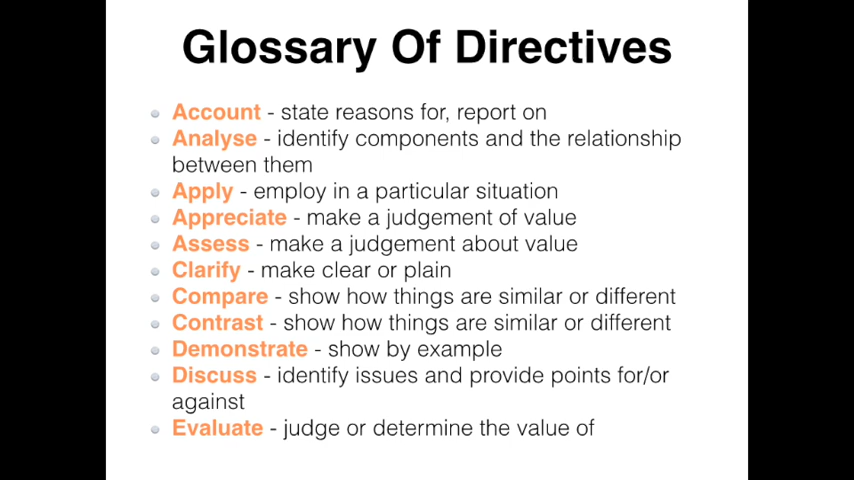 Glossary Of Directives
Account - state reasons for, report on
Analyse - identify components and the relationship
between them
Apply - employ in a particular situation
Appreciate - make a judgement of value
Assess - make a judgement about value
Clarify - make clear or plain
Compare - show how things are similar or different
Contrast - show how things are similar or different
Demonstrate - show by example
Discuss - identify issues and provide points for/or
against
Evaluate - judge or determine the value of